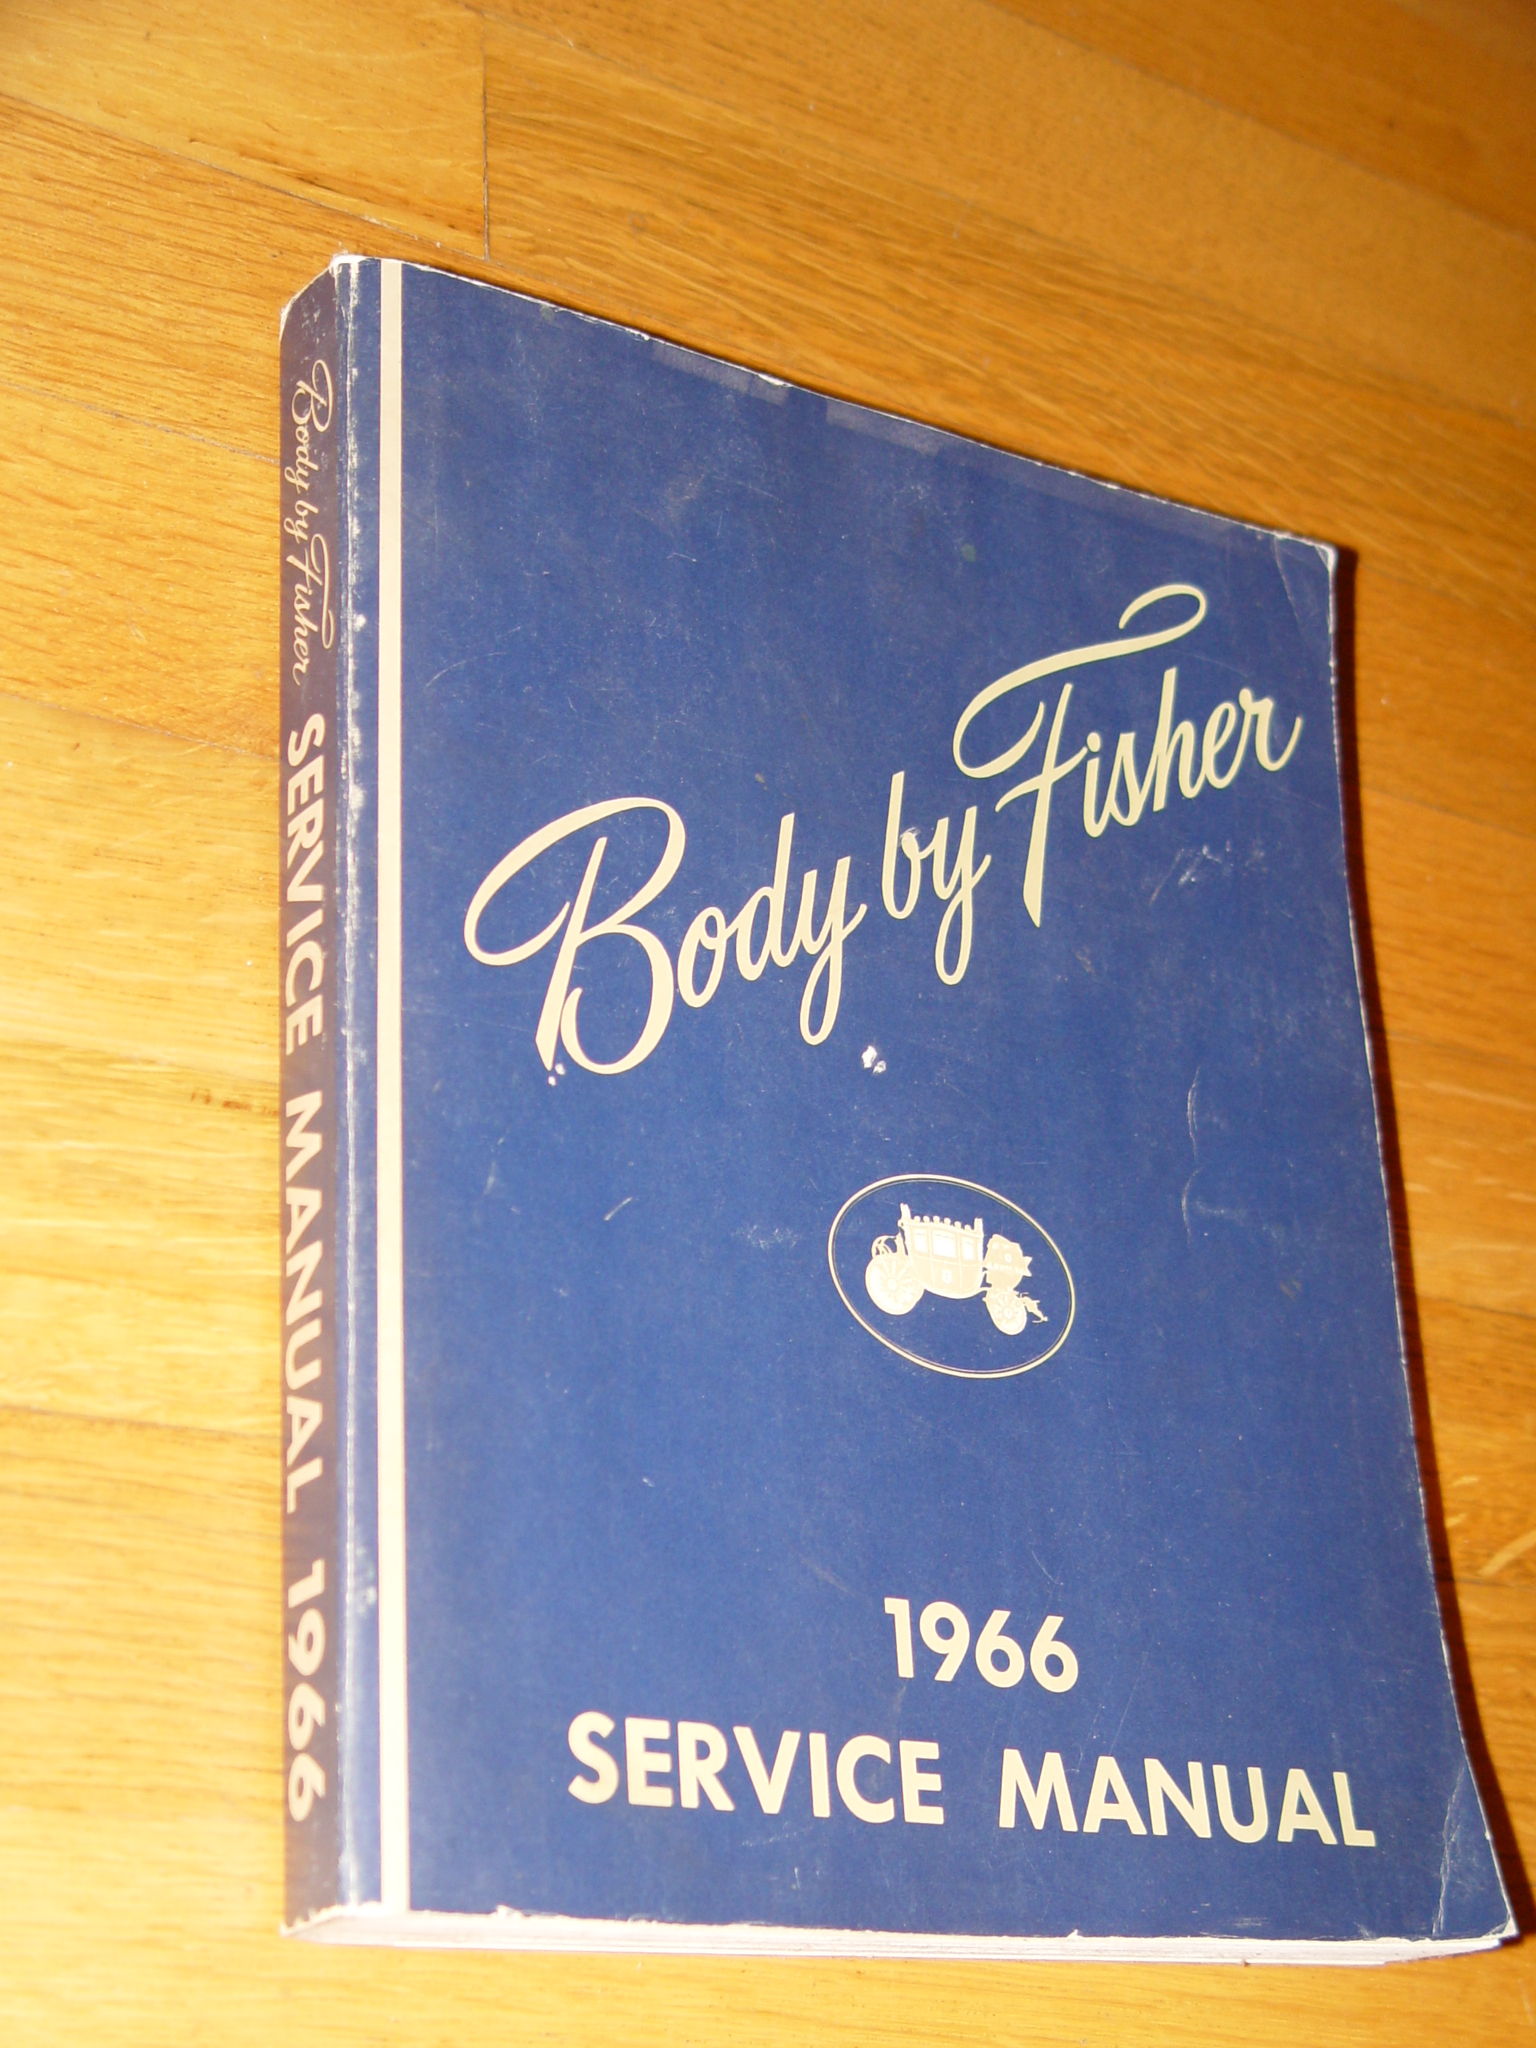 Body by Fisher SERVICE MANUAL 1966
Body by Fisher
1966
SERVICE MANUAL